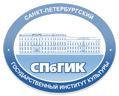 САНКТ-ПЕТЕРБУРГСКИЙ
СПбГИК
ГОСУДАРСТВЕННЫЙ ИНСТИТУТ КУЛЬТУРЫ